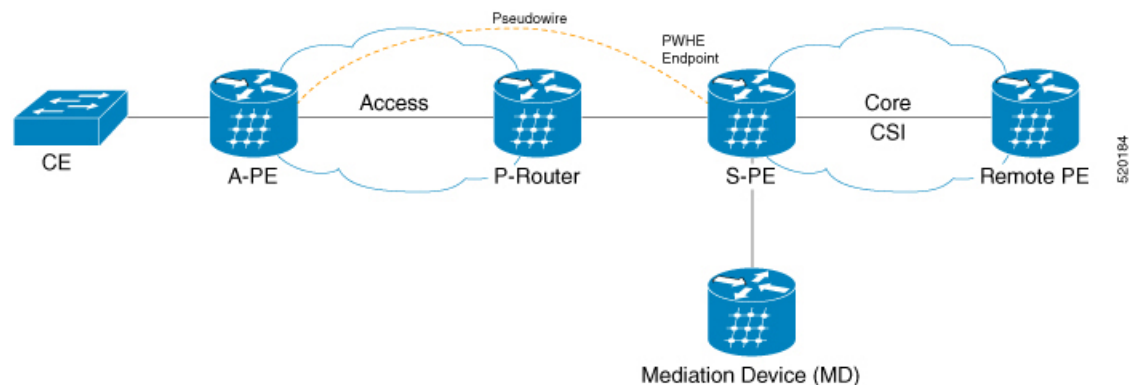 Pseudowire
PWHE
Endpoint
Access
Core
CSI
CE
A-PE
P-Router
S-PE
Remote PE
520184
Mediation Device (MD)